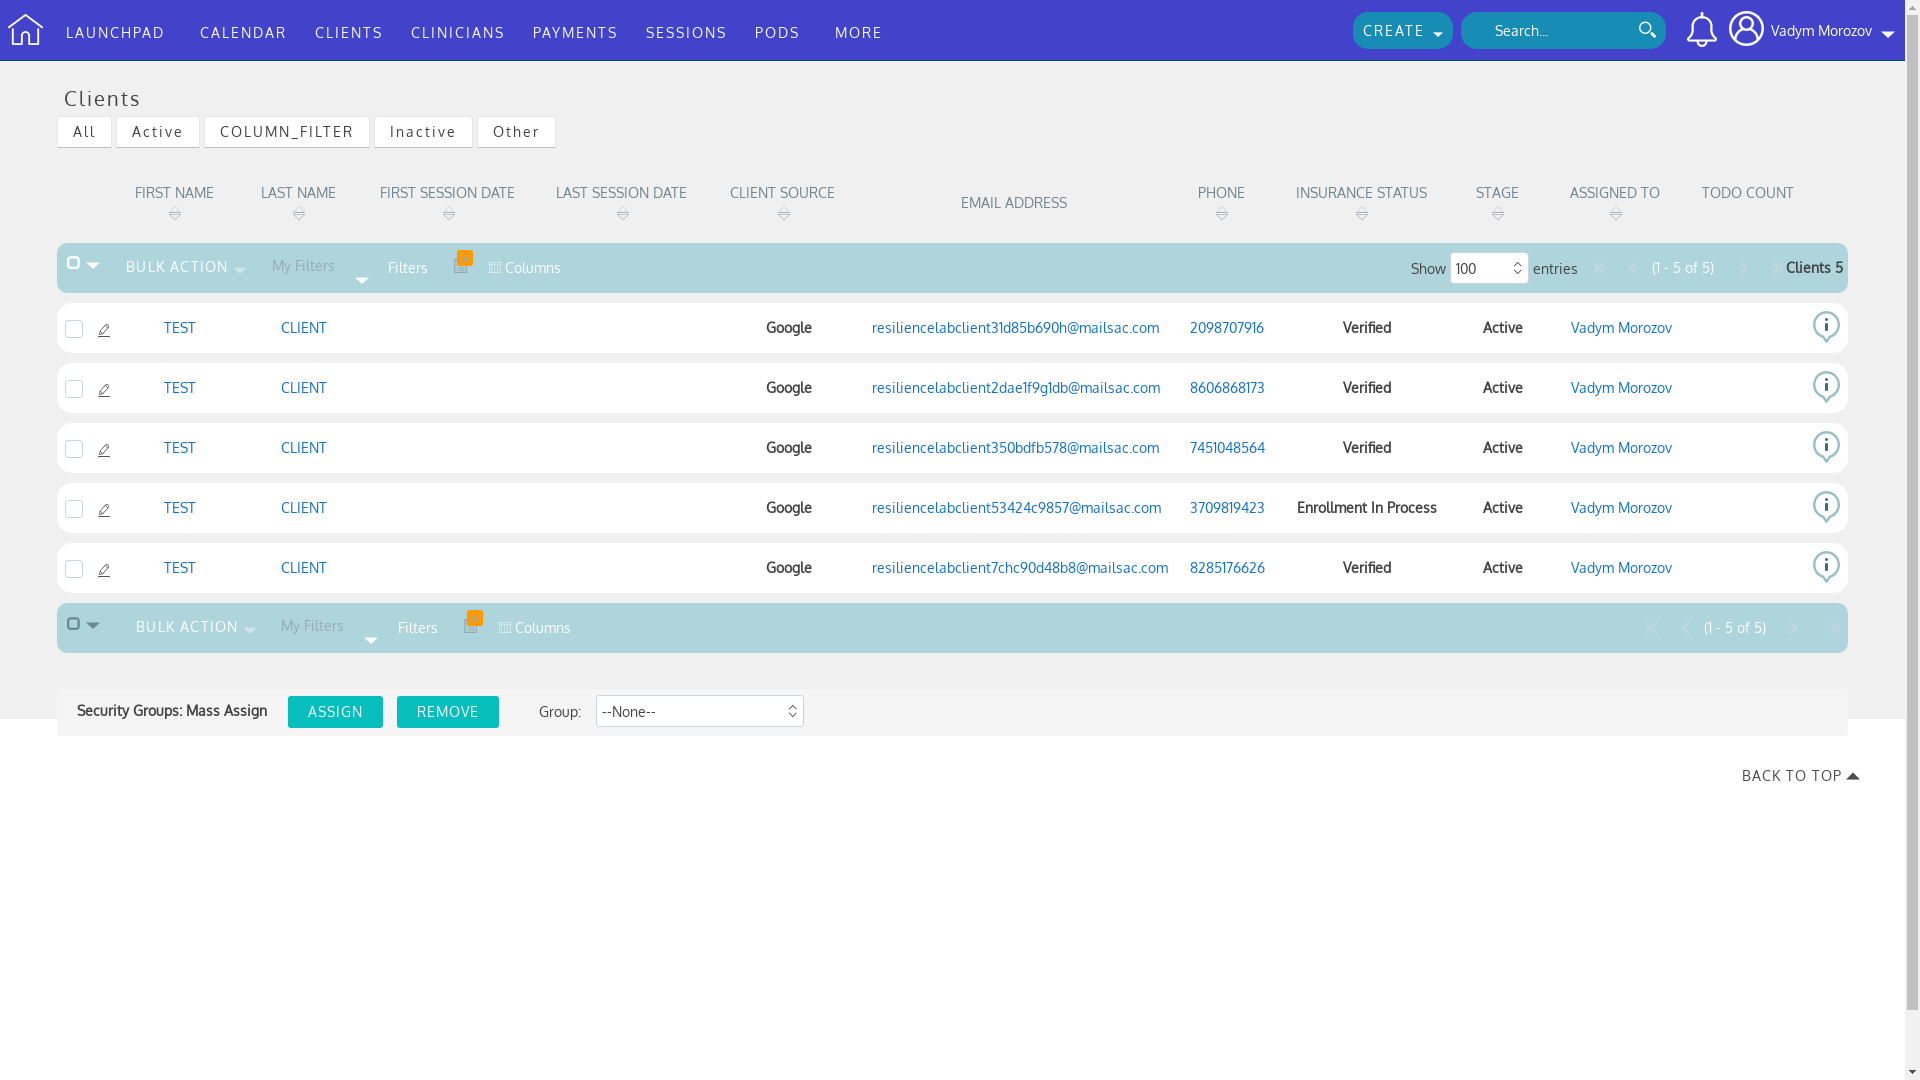 LAUNCHPAD CALENDAR CLIENTS CLINICIANS PAYMENTS SESSIONS PODS MORE CREATE Search... Vadym Morozov
Clients
All Active COLUMN_FILTER Inactive Other
FIRST NAME LAST NAME FIRST SESSION DATE LAST SESSION DATE CLIENT SOURCE EMAIL ADDRESS PHONE INSURANCE STATUS STAGE ASSIGNED TO TODO COUNT
BULK ACTION My Filters Filters Columns Show 100 entries (1 - 5 of 5) Clients 5
TEST CLIENT Google resiliencelabclient31d85b690h@mailsac.com 2098707916 Verified Active Vadym Morozov
TEST CLIENT Google resiliencelabclient2dae1f9g1db@mailsac.com 8606868173 Verified Active Vadym Morozov
TEST CLIENT Google resiliencelabclient350bdfb578@mailsac.com 7451048564 Verified Active Vadym Morozov
TEST CLIENT Google resiliencelabclient53424c9857@mailsac.com 3709819423 Enrollment In Process Active Vadym Morozov
TEST CLIENT Google resiliencelabclient7chc90d48b8@mailsac.com 8285176626 Verified Active Vadym Morozov
BULK ACTION My Filters Filters Columns (1 - 5 of 5)
Security Groups: Mass Assign ASSIGN REMOVE Group: --None--
BACK TO TOP